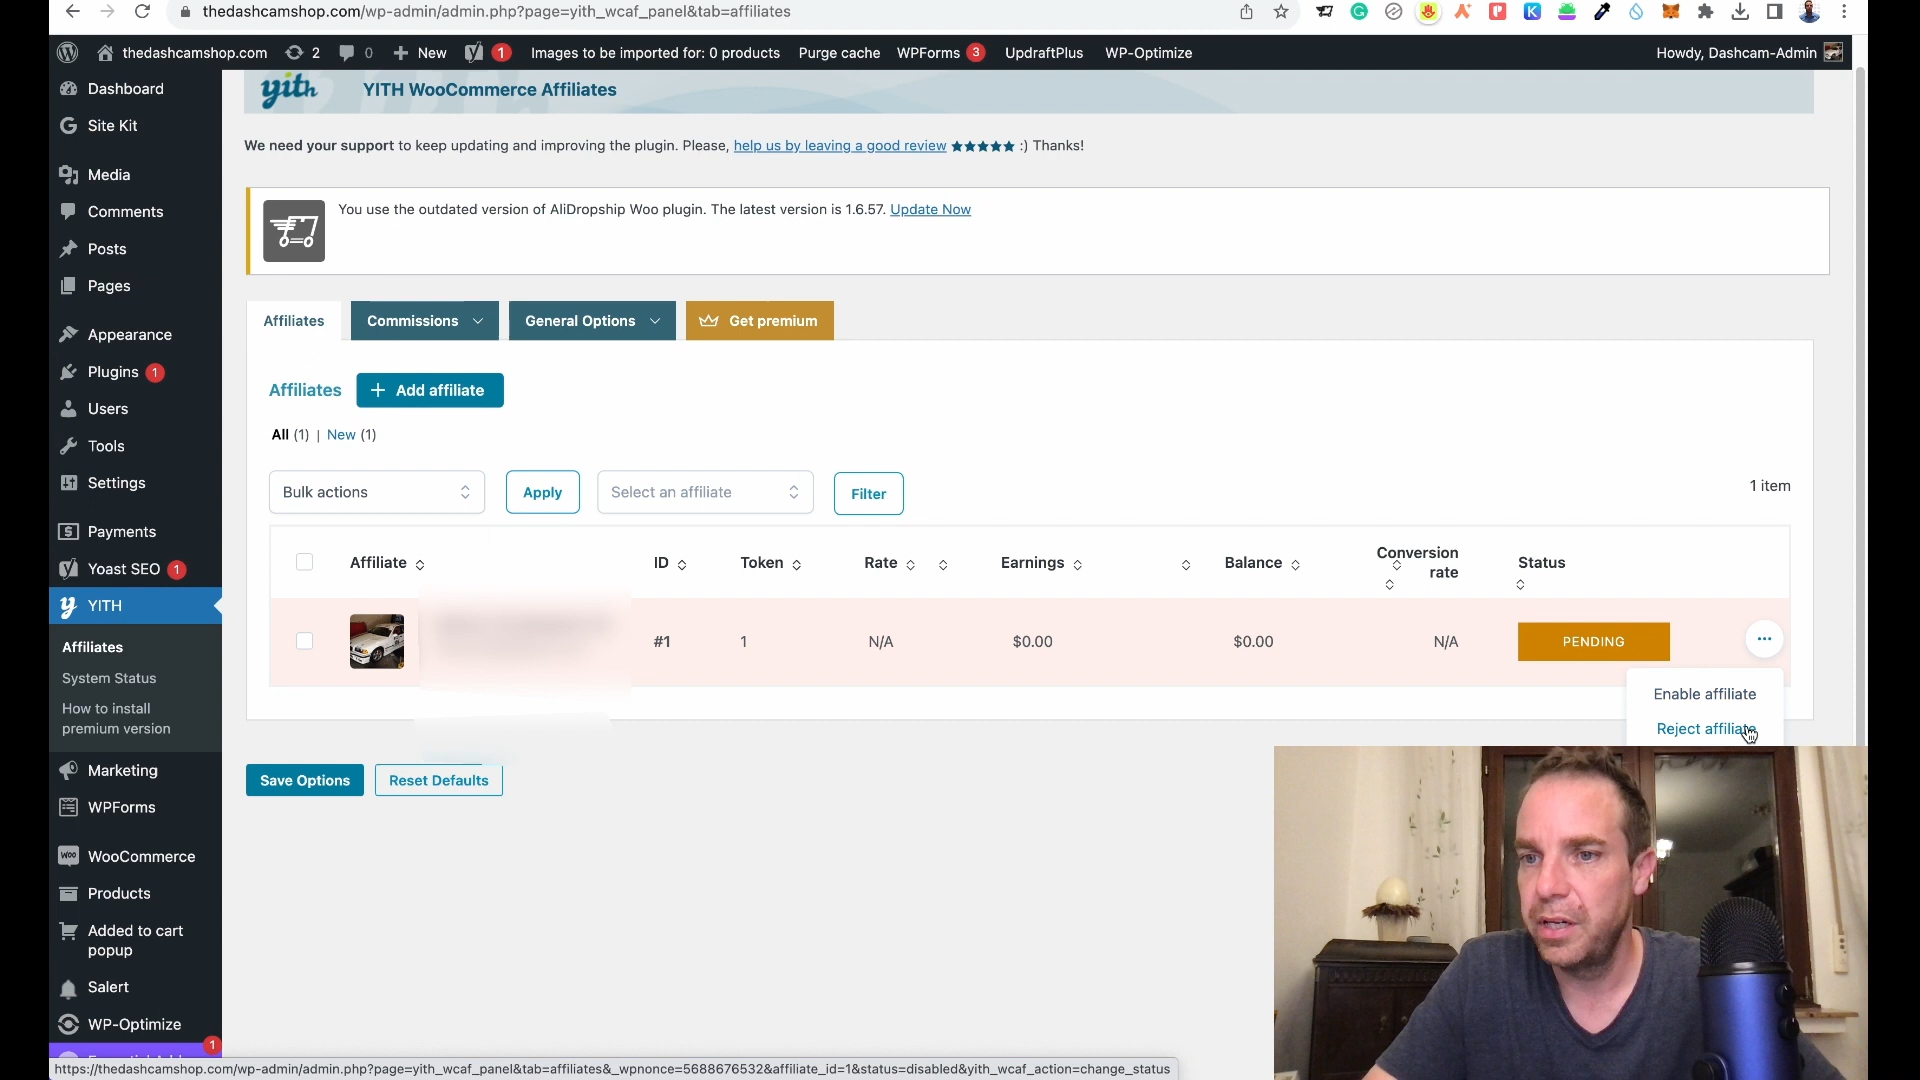 thedashcamshop.com/wp-admin/admin.php?page=yith_wcaf_panel&tab=affiliates
thedashcamshop.com 2 0 New 1 Images to be imported for: 0 products Purge cache WPForms 3 UpdraftPlus WP-Optimize Howdy, Dashcam-Admin
Dashboard
Site Kit
Media
Comments
Posts
Pages
Appearance
Plugins 1
Users
Tools
Settings
Payments
Yoast SEO 1
YITH
Affiliates
System Status
How to install
premium version
Marketing
WPForms
WooCommerce
Products
Added to cart
popup
Salert
WP-Optimize
1
yith YITH WooCommerce Affiliates
We need your support to keep updating and improving the plugin. Please, help us by leaving a good review ★★★★★ :) Thanks!
You use the outdated version of AliDropship Woo plugin. The latest version is 1.6.57. Update Now
Affiliates Commissions General Options Get premium
Affiliates + Add affiliate
All (1) | New (1)
Bulk actions Apply Select an affiliate Filter 1 item
Affiliate ID Token Rate Earnings Balance Conversion rate Status
#1 1 N/A $0.00 $0.00 N/A PENDING ...
Enable affiliate
Reject affiliate
Save Options Reset Defaults
https://thedashcamshop.com/wp-admin/admin.php?page=yith_wcaf_panel&tab=affiliates&_wpnonce=5688676532&affiliate_id=1&status=disabled&yith_wcaf_action=change_status